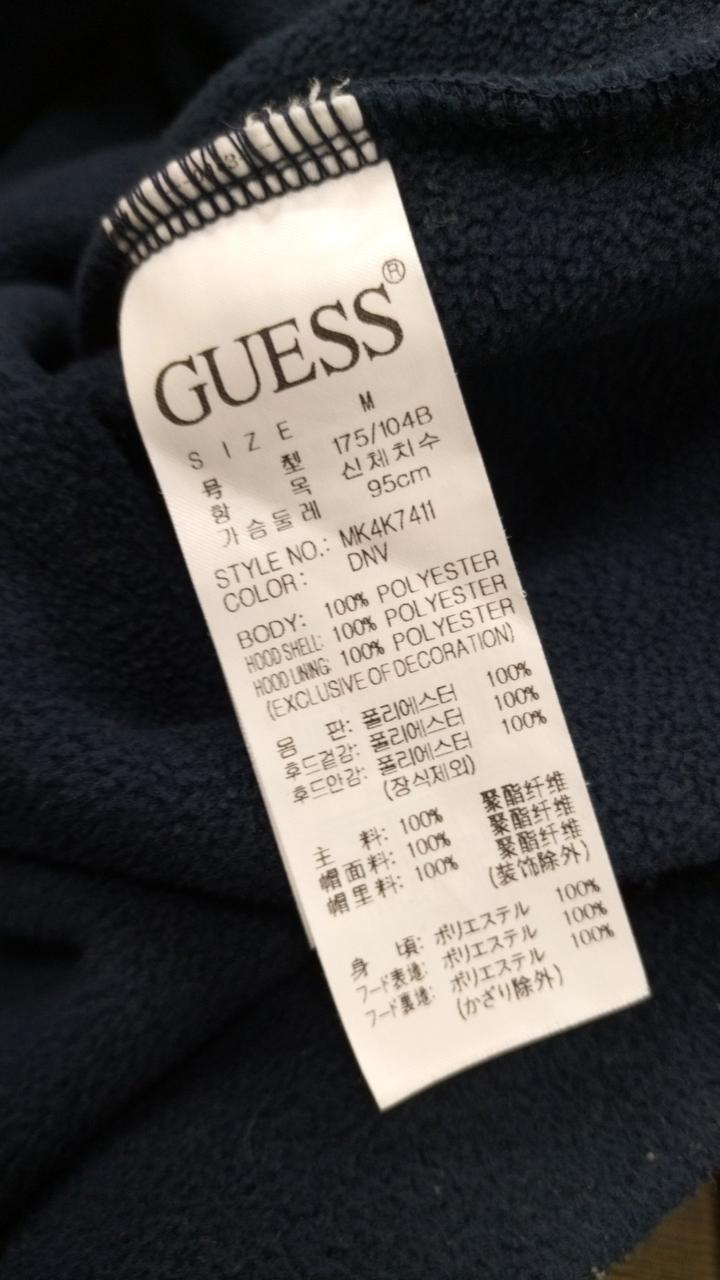 GUESS®
SIZE M
号 型 175/104B
항 목 신체치수
가슴둘레 95cm
STYLE NO.: MK4K7411
COLOR: DNV
BODY: 100% POLYESTER
HOOD SHELL: 100% POLYESTER
HOOD LINING: 100% POLYESTER
(EXCLUSIVE OF DECORATION)
몸 판: 폴리에스터 100%
후드겉감: 폴리에스터 100%
후드안감: 폴리에스터 100%
(장식제외)
主 料: 100% 聚酯纤维
帽面料: 100% 聚酯纤维
帽里料: 100% 聚酯纤维
(装饰除外)
身 頃: ポリエステル 100%
フード表地: ポリエステル 100%
フード裏地: ポリエステル 100%
(かざり除外)